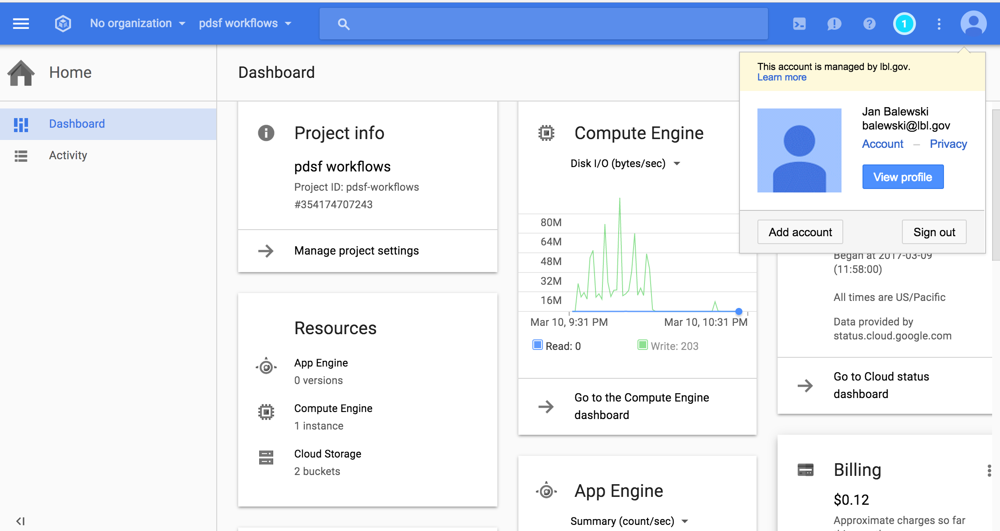 No organization
pdsf workflows
1
Home
Dashboard
Activity
Dashboard
Project info
pdsf workflows
Project ID: pdsf-workflows
#354174707243
Manage project settings
Resources
App Engine
0 versions
Compute Engine
1 instance
Cloud Storage
2 buckets
Compute Engine
Disk I/O (bytes/sec)
80M
64M
48M
32M
16M
Mar 10, 9:31 PM
Mar 10, 10:31 PM
Read: 0
Write: 203
Go to the Compute Engine
dashboard
App Engine
Summary (count/sec)
This account is managed by lbl.gov.
Learn more
Jan Balewski
balewski@lbl.gov
Account – Privacy
View profile
Add account
Sign out
Began at 2017-03-09
(11:58:00)
All times are US/Pacific
Data provided by
status.cloud.google.com
Go to Cloud status
dashboard
Billing
$0.12
Approximate charges so far